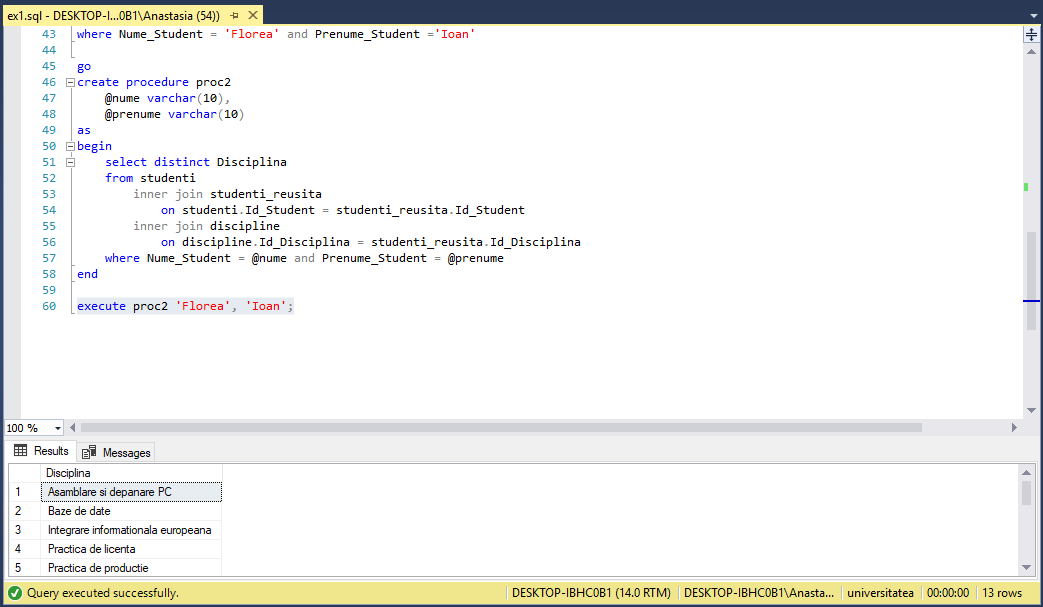 ex1.sql - DESKTOP-I...0B1\Anastasia (54))
43 where Nume_Student = 'Florea' and Prenume_Student ='Ioan'
44
45 go
46 create procedure proc2
47 @nume varchar(10),
48 @prenume varchar(10)
49 as
50 begin
51 select distinct Disciplina
52 from studenti
53 inner join studenti_reusita
54 on studenti.Id_Student = studenti_reusita.Id_Student
55 inner join discipline
56 on discipline.Id_Disciplina = studenti_reusita.Id_Disciplina
57 where Nume_Student = @nume and Prenume_Student = @prenume
58 end
59
60 execute proc2 'Florea', 'Ioan';
100 %
Results Messages
Disciplina
1 Asamblare si depanare PC
2 Baze de date
3 Integrare informationala europeana
4 Practica de licenta
5 Practica de productie
Query executed successfully. DESKTOP-IBHC0B1 (14.0 RTM) DESKTOP-IBHC0B1\Anasta... universitatea 00:00:00 13 rows